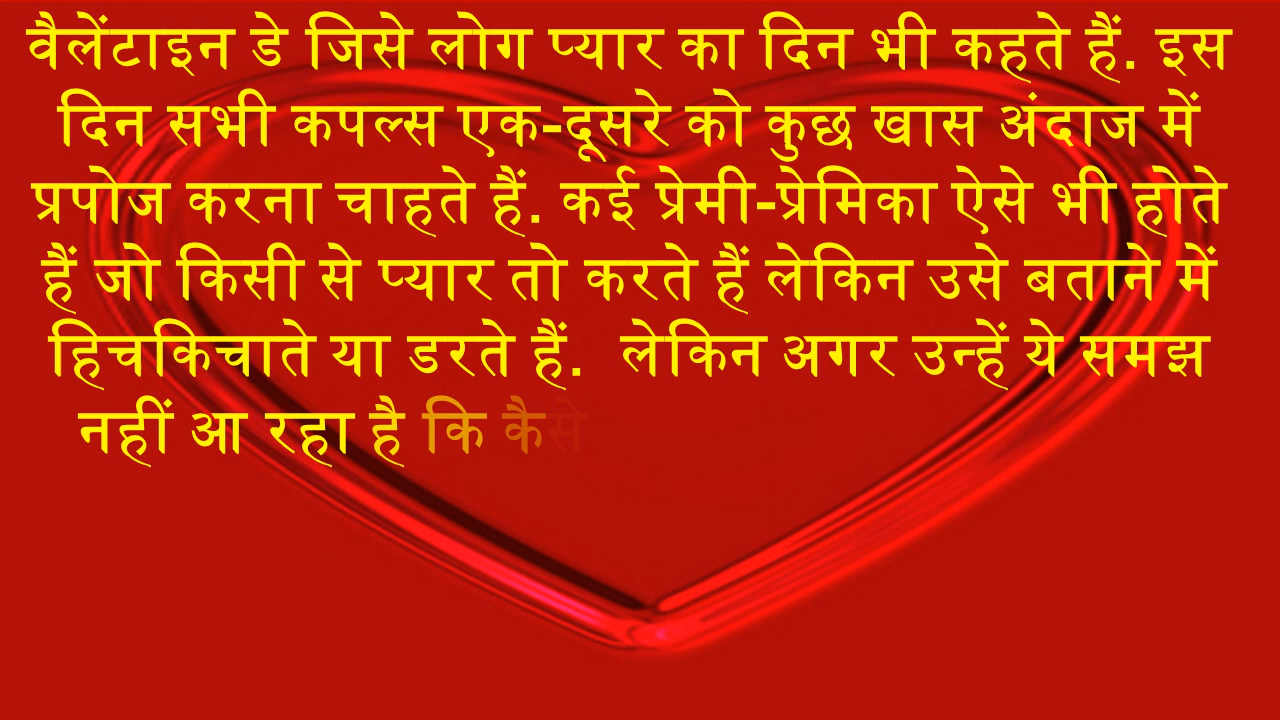 वैलेंटाइन डे जिसे लोग प्यार का दिन भी कहते हैं. इस
दिन सभी कपल्स एक-दूसरे को कुछ खास अंदाज में
प्रपोज करना चाहते हैं. कई प्रेमी-प्रेमिका ऐसे भी होते
हैं जो किसी से प्यार तो करते हैं लेकिन उसे बताने में
हिचकिचाते या डरते हैं. लेकिन अगर उन्हें ये समझ
नहीं आ रहा है कि कैसे